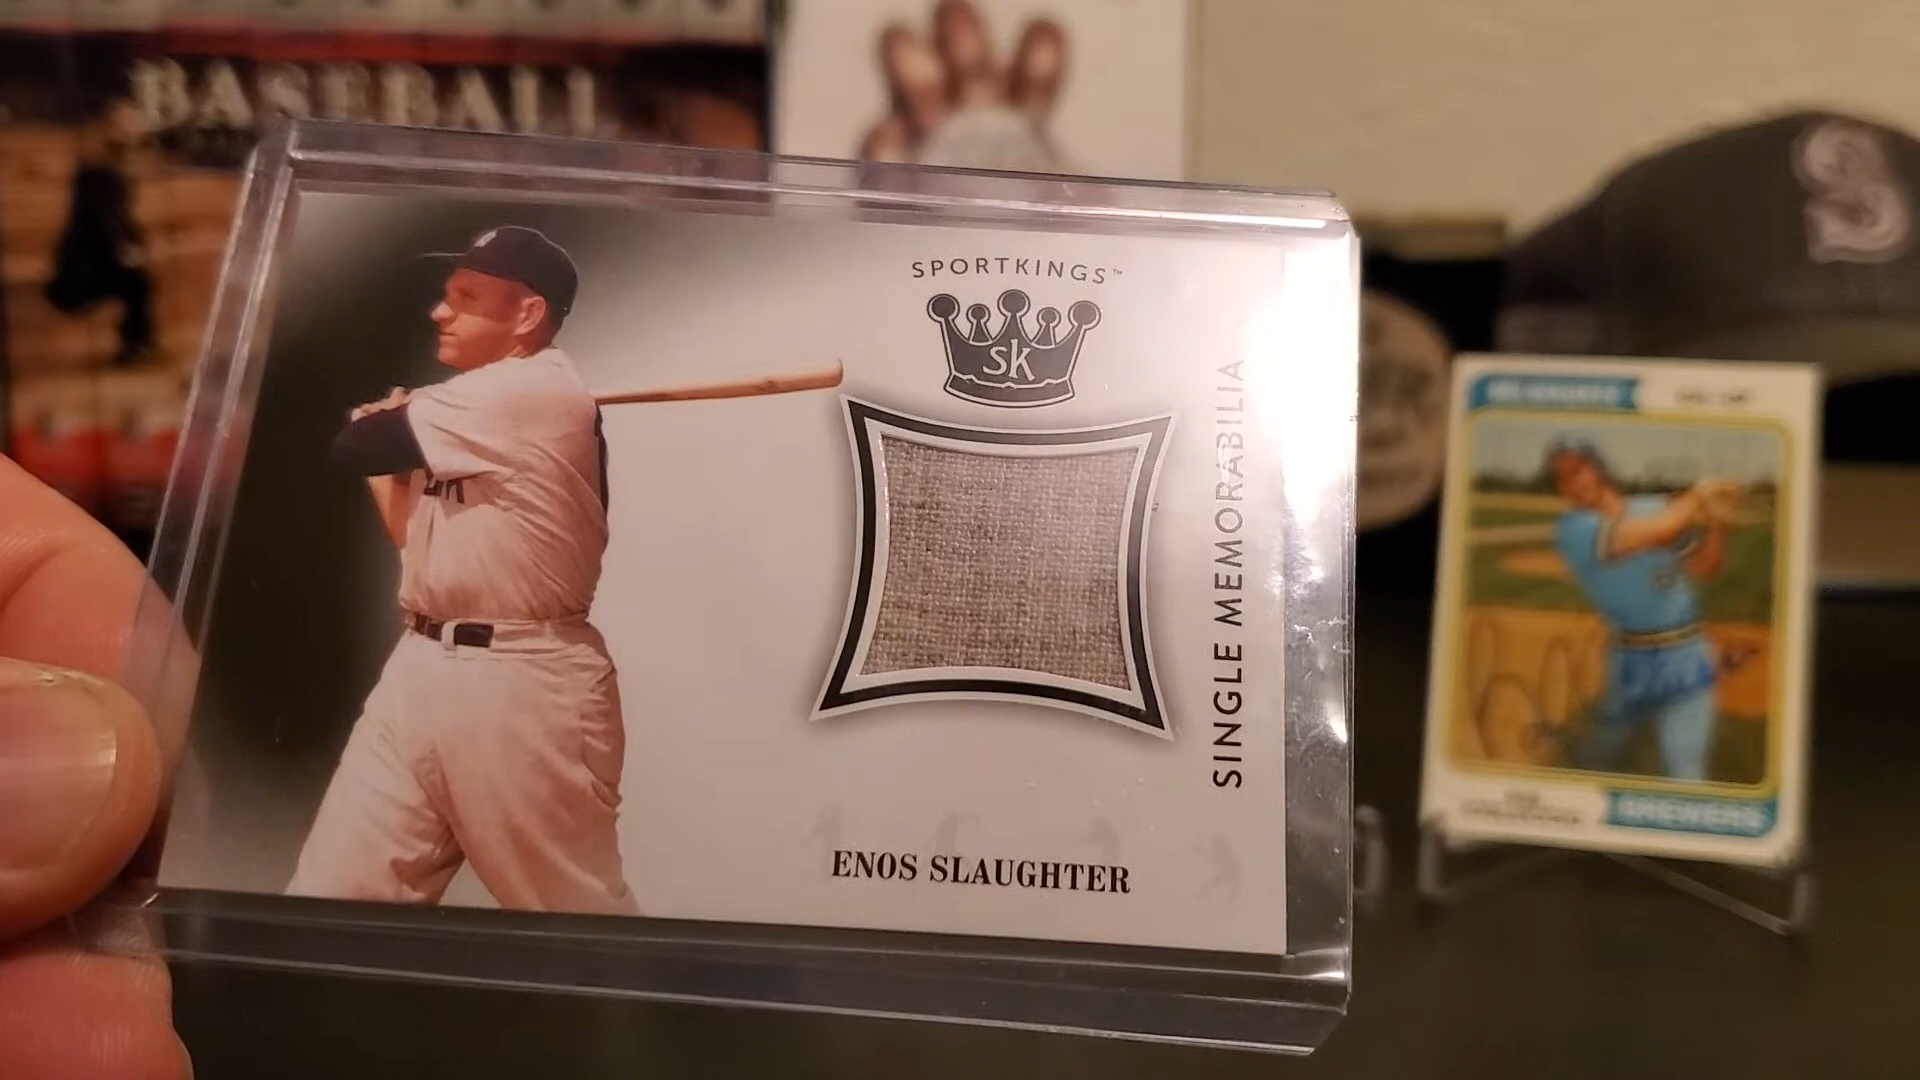 BASEBALL
SPORTKINGS™
sk
SINGLE MEMORABILIA
ENOS SLAUGHTER
BREWERS